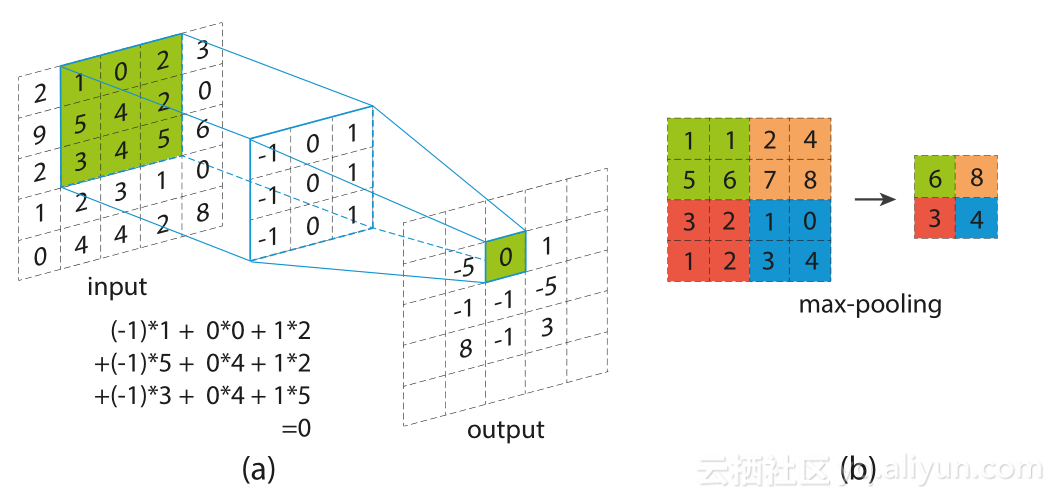 2 1 0 2 3
9 5 4 2 0
2 3 4 5 6
1 2 3 1 0
0 4 4 2 8
input
-1 0 1
-1 0 1
-1 0 1
-5 0 1
-1 -1 -5
8 -1 3
output
(-1)*1 + 0*0 + 1*2
+(-1)*5 + 0*4 + 1*2
+(-1)*3 + 0*4 + 1*5
=0
(a)
1 1 2 4
5 6 7 8
3 2 1 0
1 2 3 4
6 8
3 4
max-pooling
(b)
云栖社区 yq.aliyun.com